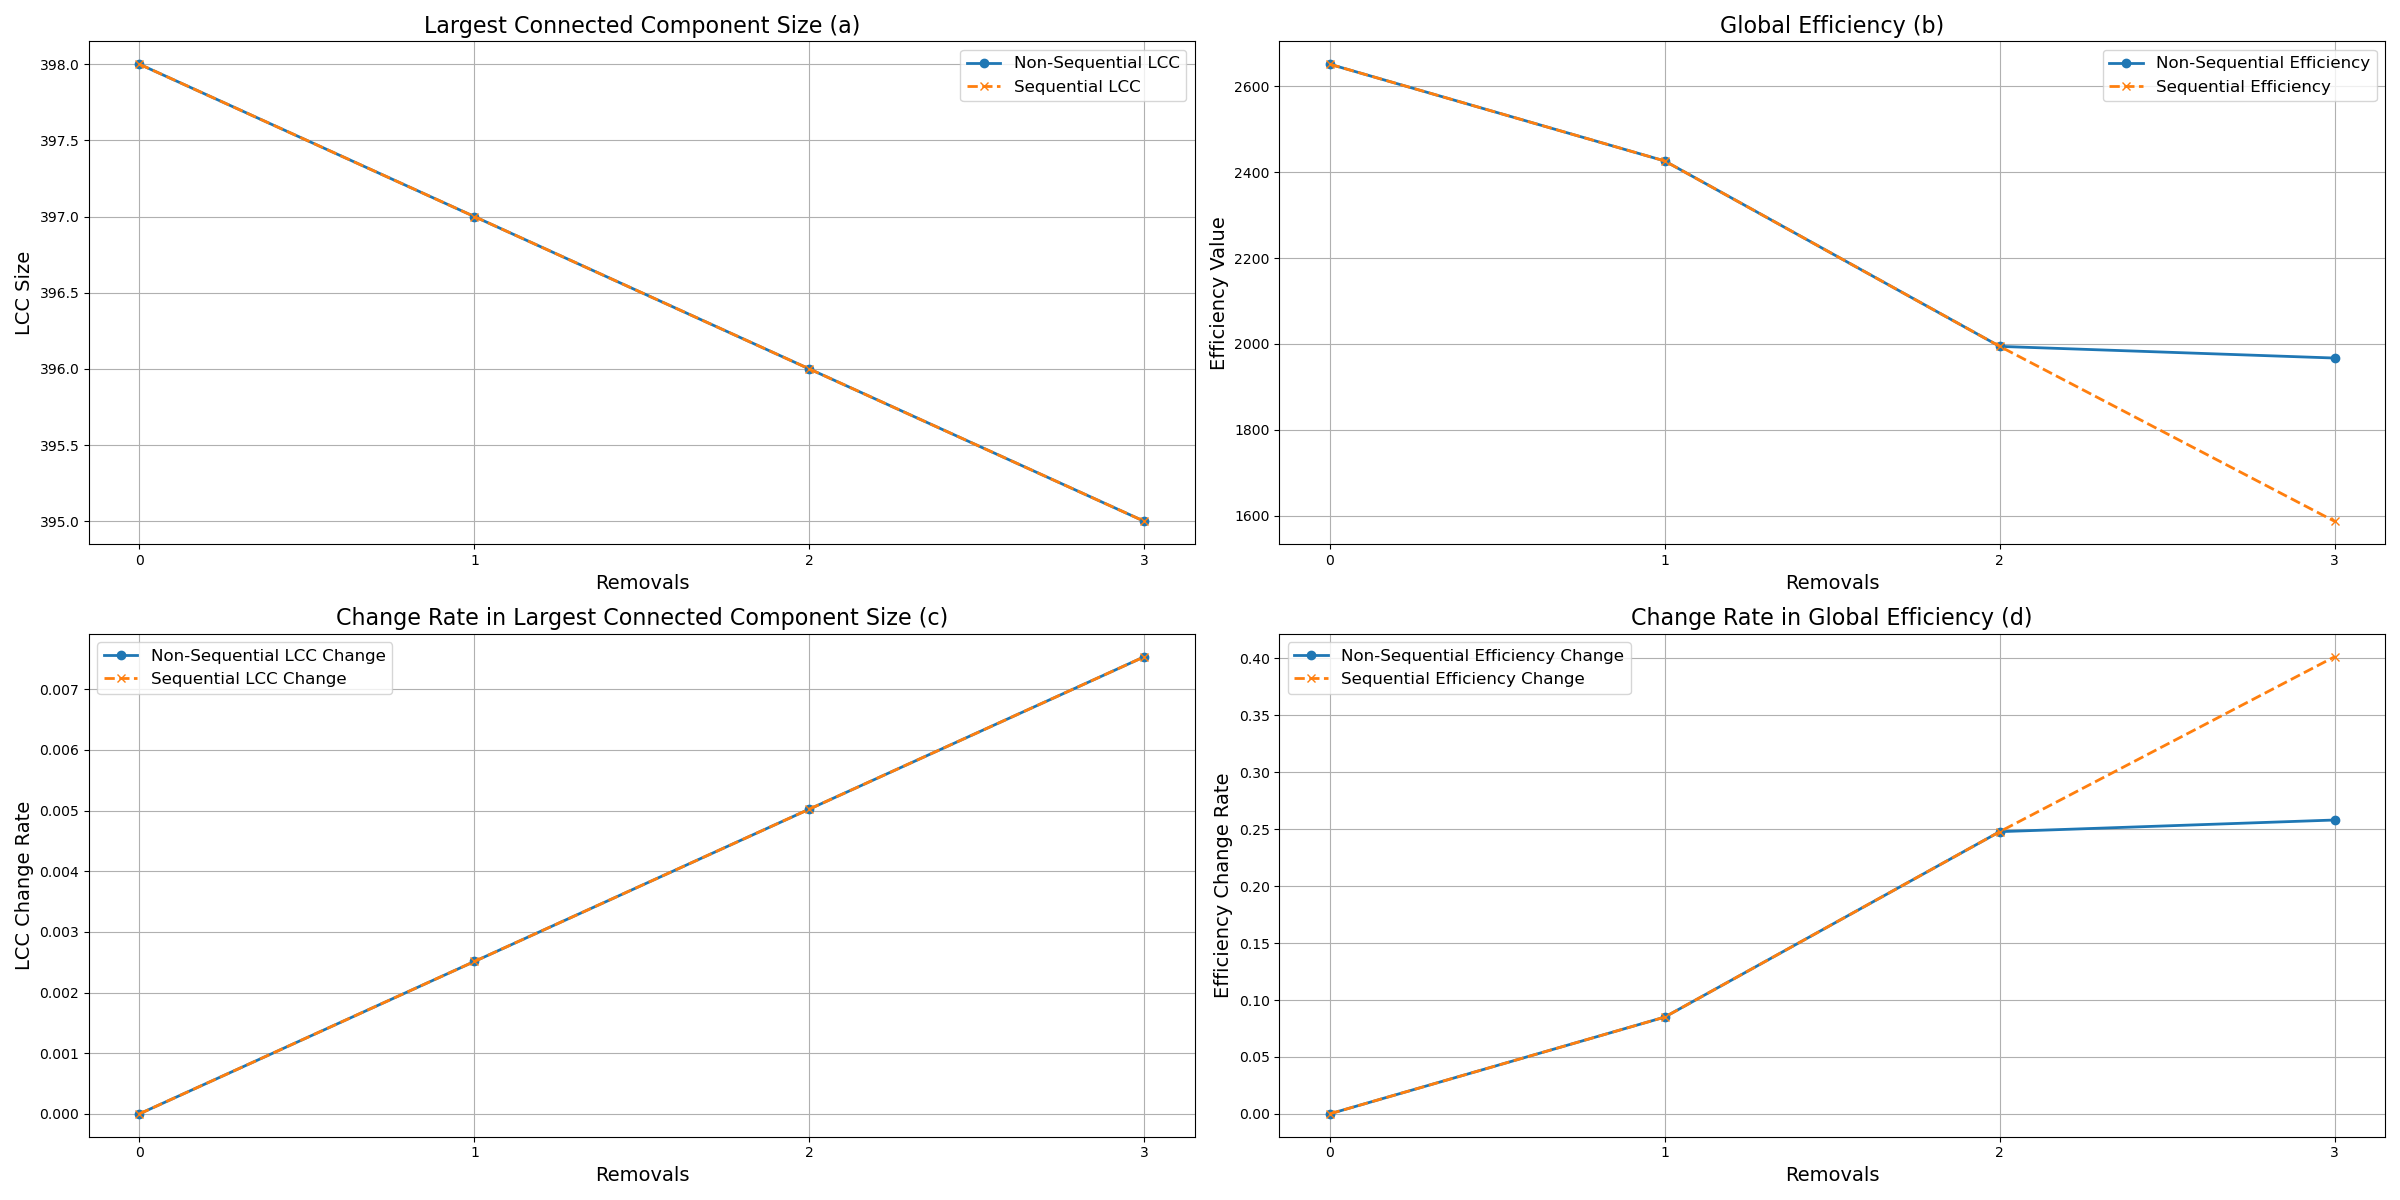 Largest Connected Component Size (a)
398.0
397.5
397.0
396.5
396.0
395.5
395.0
LCC Size
Non-Sequential LCC
Sequential LCC
0 1 2 3
Removals
Global Efficiency (b)
2600
2400
2200
2000
1800
1600
Efficiency Value
Non-Sequential Efficiency
Sequential Efficiency
0 1 2 3
Removals
Change Rate in Largest Connected Component Size (c)
0.007
0.006
0.005
0.004
0.003
0.002
0.001
0.000
LCC Change Rate
Non-Sequential LCC Change
Sequential LCC Change
0 1 2 3
Removals
Change Rate in Global Efficiency (d)
0.40
0.35
0.30
0.25
0.20
0.15
0.10
0.05
0.00
Efficiency Change Rate
Non-Sequential Efficiency Change
Sequential Efficiency Change
0 1 2 3
Removals